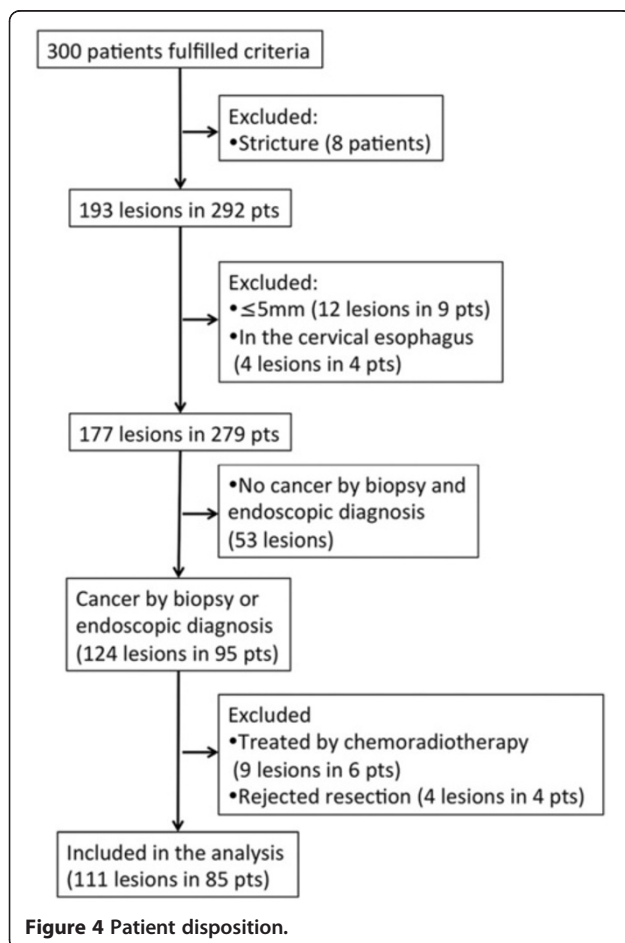 300 patients fulfilled criteria
Excluded:
•Stricture (8 patients)
193 lesions in 292 pts
Excluded:
•≤5mm (12 lesions in 9 pts)
•In the cervical esophagus
(4 lesions in 4 pts)
177 lesions in 279 pts
•No cancer by biopsy and
endoscopic diagnosis
(53 lesions)
Cancer by biopsy or
endoscopic diagnosis
(124 lesions in 95 pts)
Excluded
•Treated by chemoradiotherapy
(9 lesions in 6 pts)
•Rejected resection (4 lesions in 4 pts)
Included in the analysis
(111 lesions in 85 pts)
Figure 4 Patient disposition.